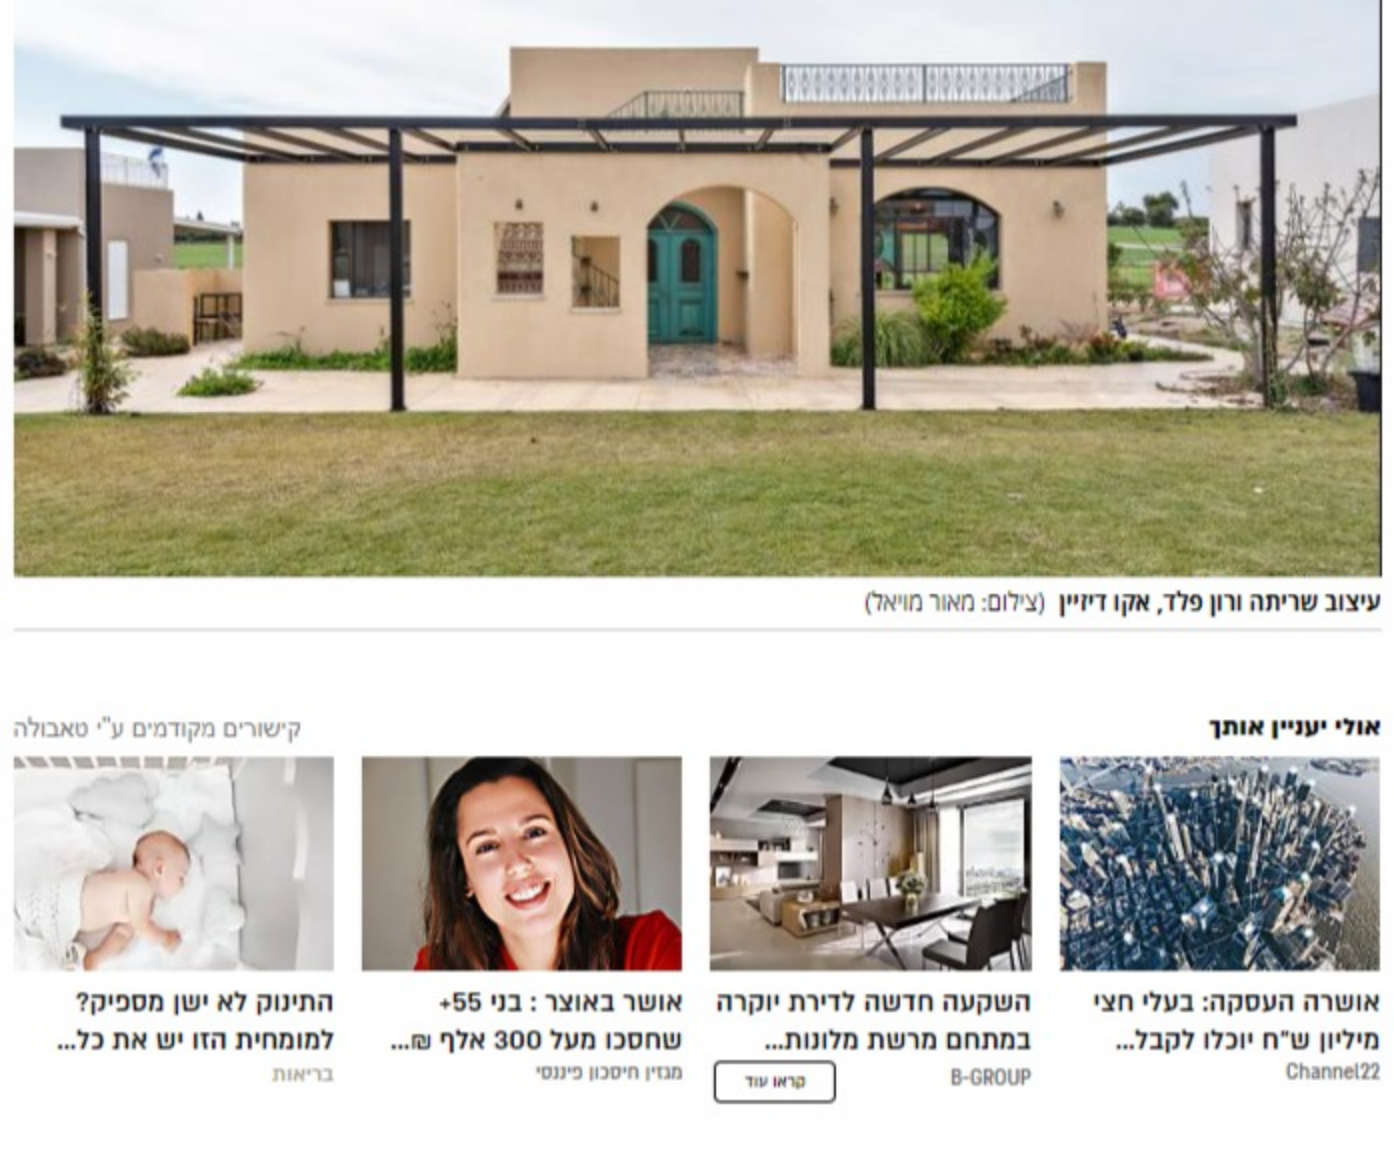 עיצוב שריתה ורון פלד, אקו דיזיין (צילום: מאור מויאל)
אולי יעניין אותך
קישורים מקודמים ע"י טאבולה
אושרה העסקה: בעלי חצי
מיליון ש"ח יוכלו לקבל...
Channel22
השקעה חדשה לדירת יוקרה
במתחם מרשת מלונות...
B-GROUP
קראו עוד
אושר באוצר : בני 55+
שחסכו מעל 300 אלף ₪...
מגזין חיסכון פיננסי
התינוק לא ישן מספיק?
למומחית הזו יש את כל...
בריאות